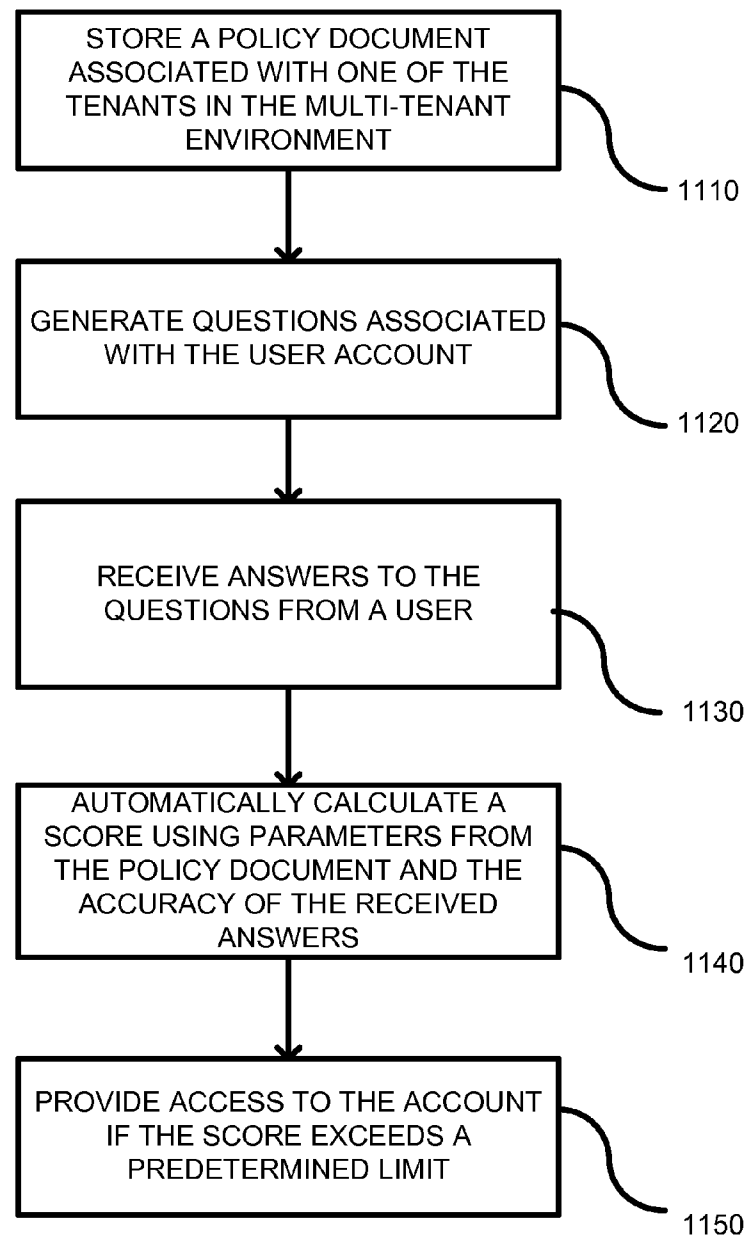 STORE A POLICY DOCUMENT
ASSOCIATED WITH ONE OF THE
TENANTS IN THE MULTI-TENANT
ENVIRONMENT
1110
GENERATE QUESTIONS ASSOCIATED
WITH THE USER ACCOUNT
1120
RECEIVE ANSWERS TO THE
QUESTIONS FROM A USER
1130
AUTOMATICALLY CALCULATE A
SCORE USING PARAMETERS FROM
THE POLICY DOCUMENT AND THE
ACCURACY OF THE RECEIVED
ANSWERS
1140
PROVIDE ACCESS TO THE ACCOUNT
IF THE SCORE EXCEEDS A
PREDETERMINED LIMIT
1150